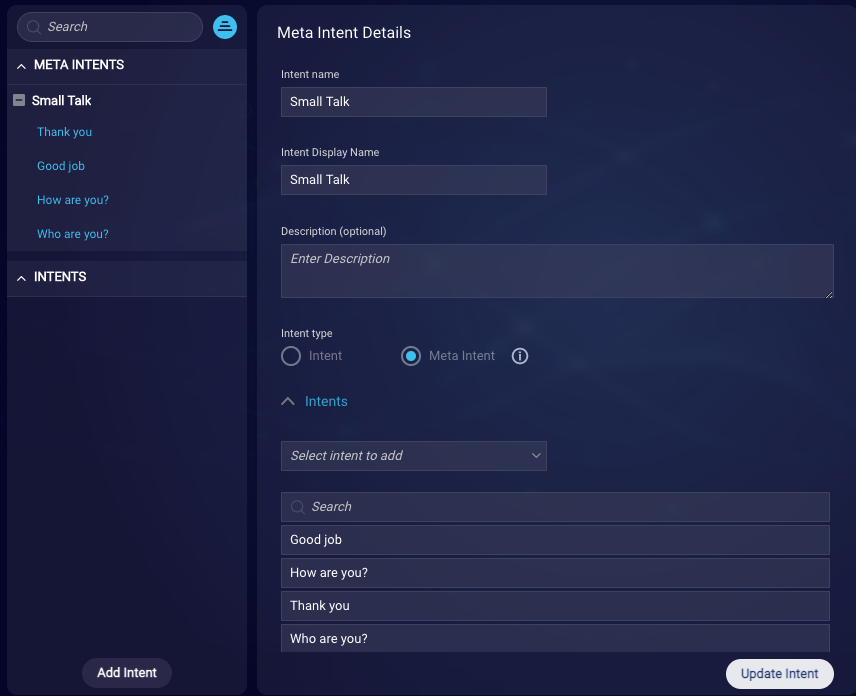 Search
META INTENTS
Small Talk
Thank you
Good job
How are you?
Who are you?
INTENTS
Add Intent
Meta Intent Details
Intent name
Small Talk
Intent Display Name
Small Talk
Description (optional)
Enter Description
Intent type
Intent Meta Intent
Intents
Select intent to add
Search
Good job
How are you?
Thank you
Who are you?
Update Intent